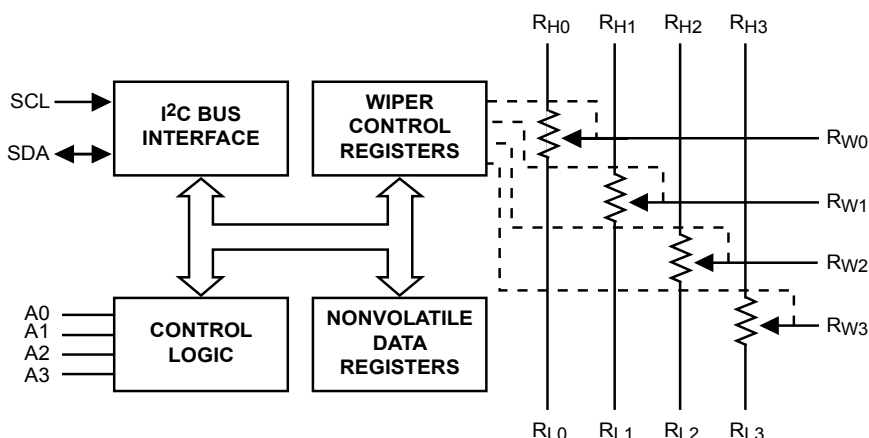 RH0 RH1 RH2 RH3
SCL
SDA
I2C BUS
INTERFACE
WIPER
CONTROL
REGISTERS
RW0
RW1
RW2
RW3
A0
A1
A2
A3
CONTROL
LOGIC
NONVOLATILE
DATA
REGISTERS
RL0 RL1 RL2 RL3